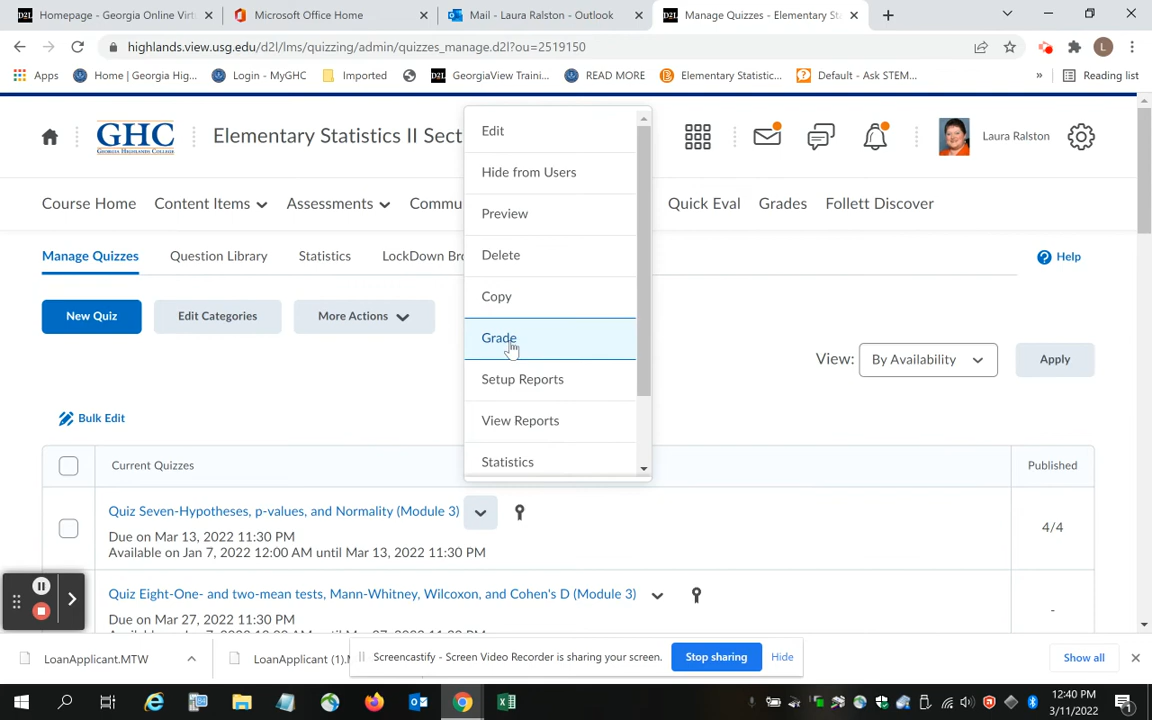 Homepage - Georgia Online Virt
Microsoft Office Home
Mail - Laura Ralston - Outlook
Manage Quizzes - Elementary Sta
highlands.view.usg.edu/d2l/lms/quizzing/admin/quizzes_manage.d2l?ou=2519150
L
Apps
Home | Georgia Hig...
Login - MyGHC
Imported
GeorgiaView Traini...
READ MORE
Elementary Statistic...
Default - Ask STEM...
»
Reading list
GHC
GEORGIA HIGHLANDS COLLEGE
Elementary Statistics II Sect
Laura Ralston
Course Home
Content Items
Assessments
Commu
Quick Eval
Grades
Follett Discover
Edit
Hide from Users
Preview
Delete
Copy
Grade
Setup Reports
View Reports
Statistics
Manage Quizzes
Question Library
Statistics
LockDown Bro
Help
New Quiz
Edit Categories
More Actions
View:
By Availability
Apply
Bulk Edit
Current Quizzes
Published
Quiz Seven-Hypotheses, p-values, and Normality (Module 3)
Due on Mar 13, 2022 11:30 PM
Available on Jan 7, 2022 12:00 AM until Mar 13, 2022 11:30 PM
4/4
Quiz Eight-One- and two-mean tests, Mann-Whitney, Wilcoxon, and Cohen's D (Module 3)
Due on Mar 27, 2022 11:30 PM
-
LoanApplicant.MTW
LoanApplicant (1).M
Screencastify - Screen Video Recorder is sharing your screen.
Stop sharing
Hide
Show all
12:40 PM
3/11/2022
1